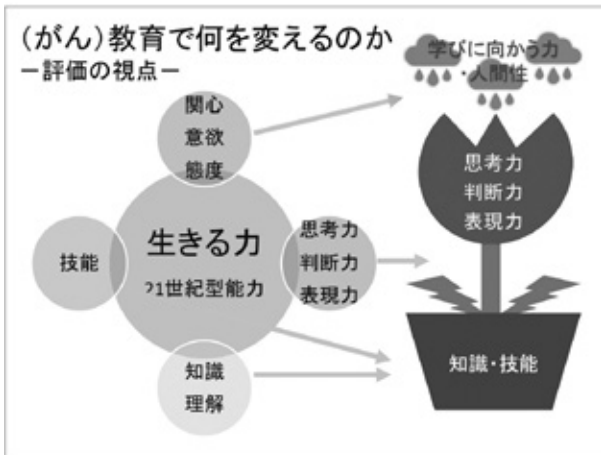 (がん)教育で何を変えるのか
－評価の視点－
関心
意欲
態度
生きる力
21世紀型能力
技能
思考力
判断力
表現力
知識
理解
学びに向かう力
・人間性
思考力
判断力
表現力
知識・技能